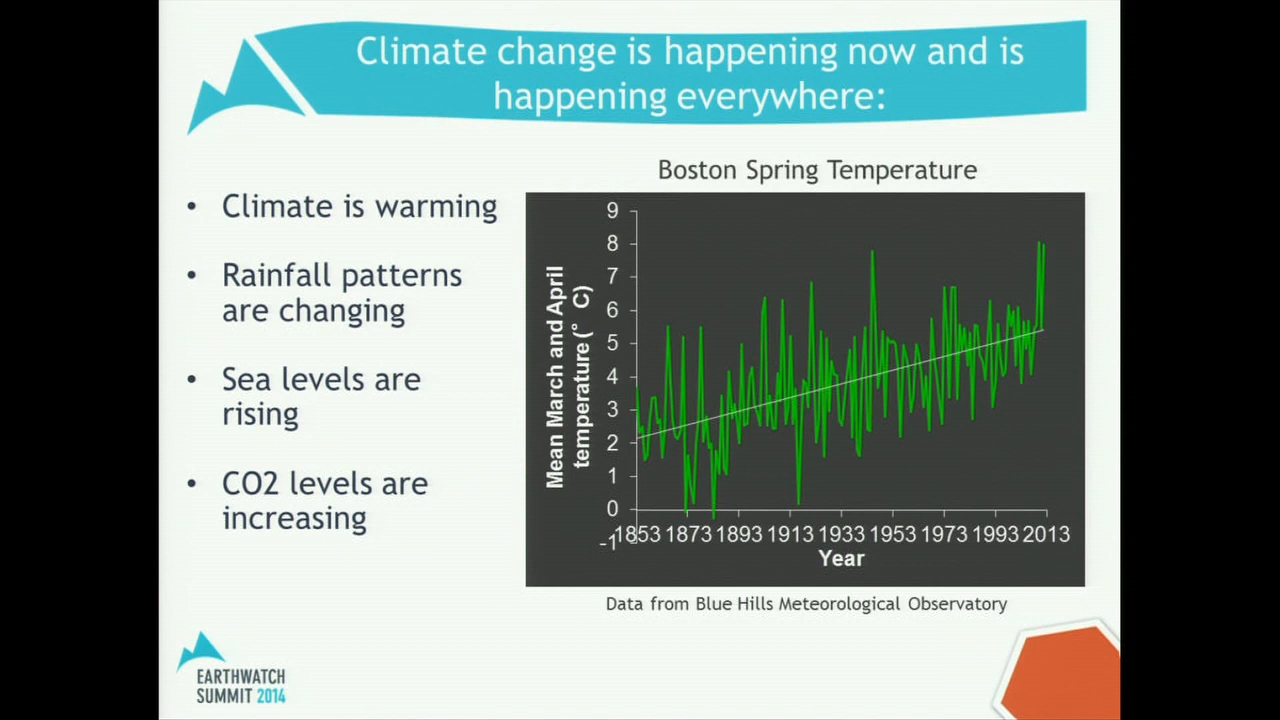 Climate change is happening now and is
happening everywhere:
• Climate is warming
• Rainfall patterns
are changing
• Sea levels are
rising
• CO2 levels are
increasing
Boston Spring Temperature
Mean March and April
temperature (° C)
9
8
7
6
5
4
3
2
1
0
-1
1853 1873 1893 1913 1933 1953 1973 1993 2013
Year
Data from Blue Hills Meteorological Observatory
EARTHWATCH
SUMMIT 2014